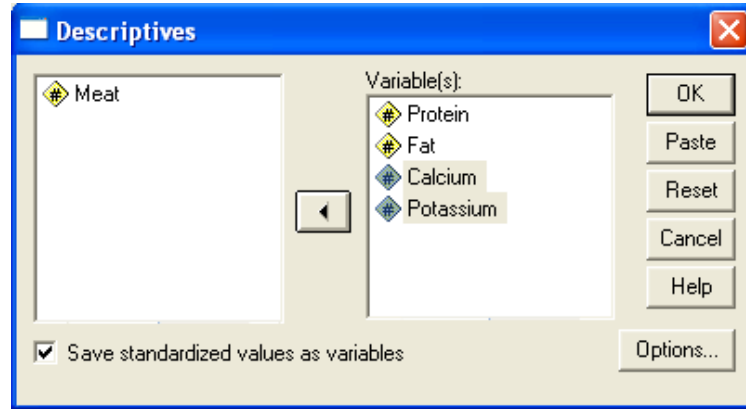 Descriptives
Meat
Variable(s):
Protein
Fat
Calcium
Potassium
OK
Paste
Reset
Cancel
Help
Save standardized values as variables
Options...